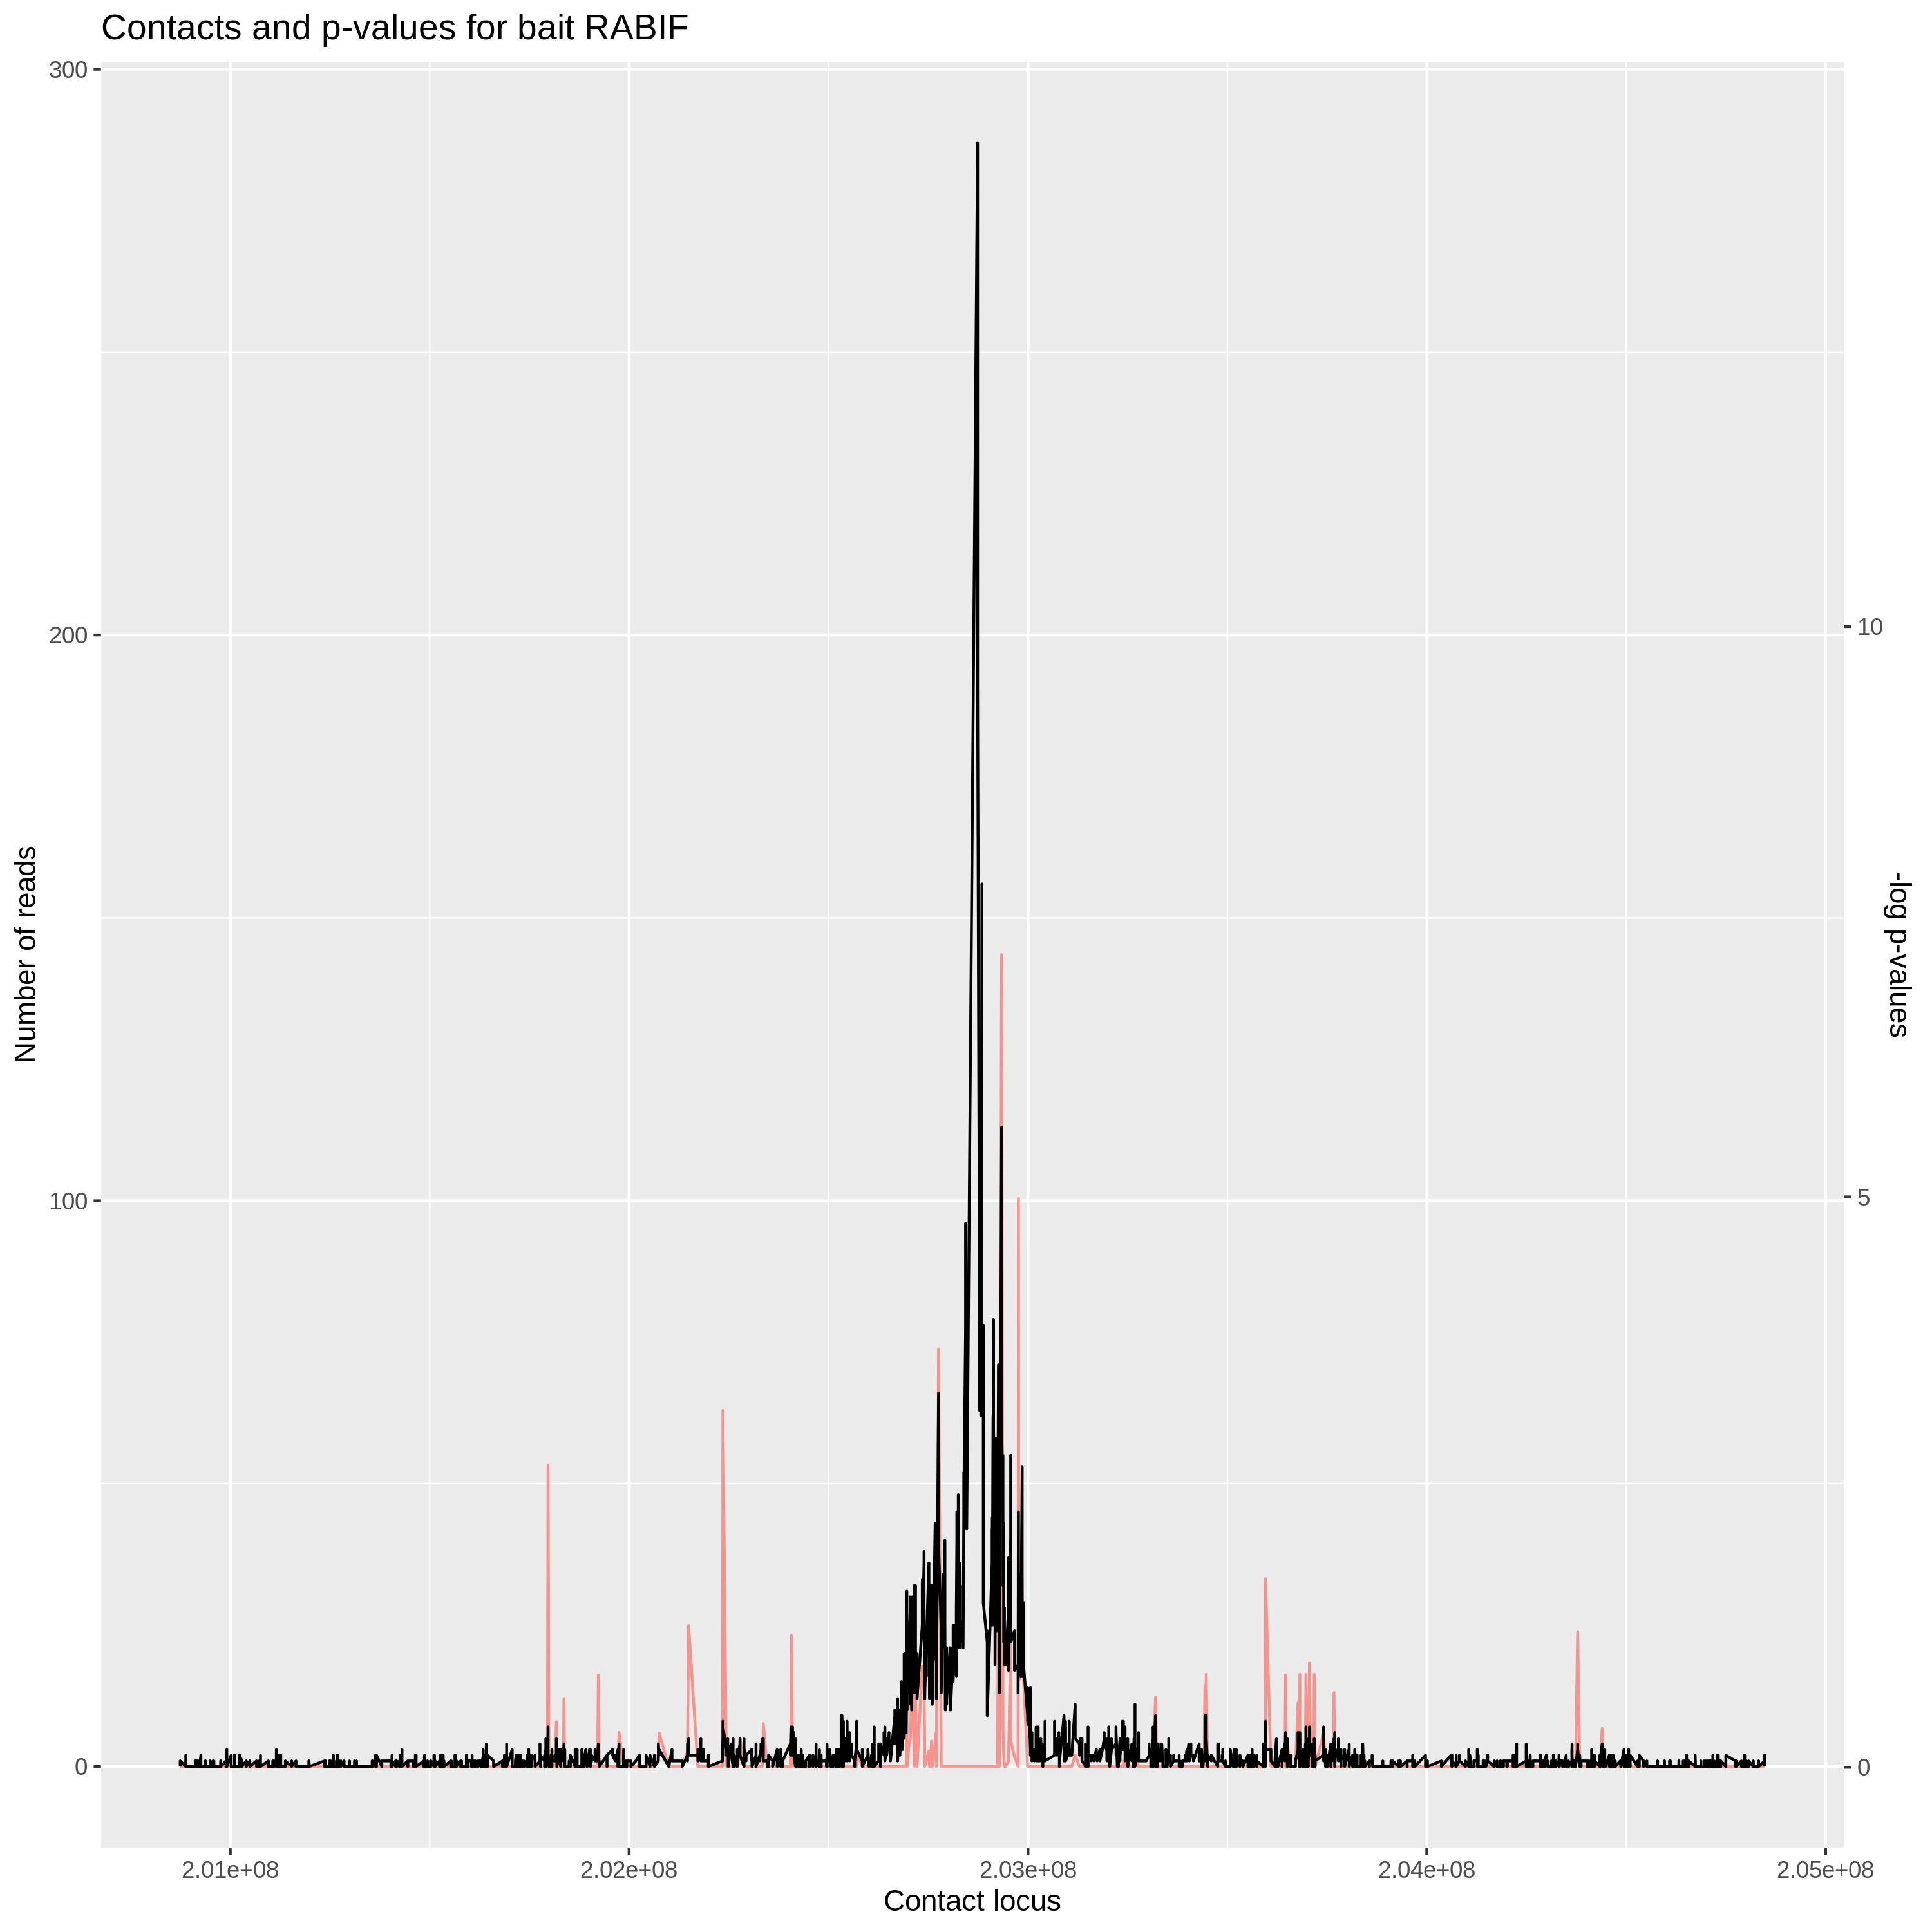 Contacts and p-values for bait RABIF
300
200
100
0
Number of reads
10
5
0
-log p-values
2.01e+08
2.02e+08
2.03e+08
2.04e+08
2.05e+08
Contact locus